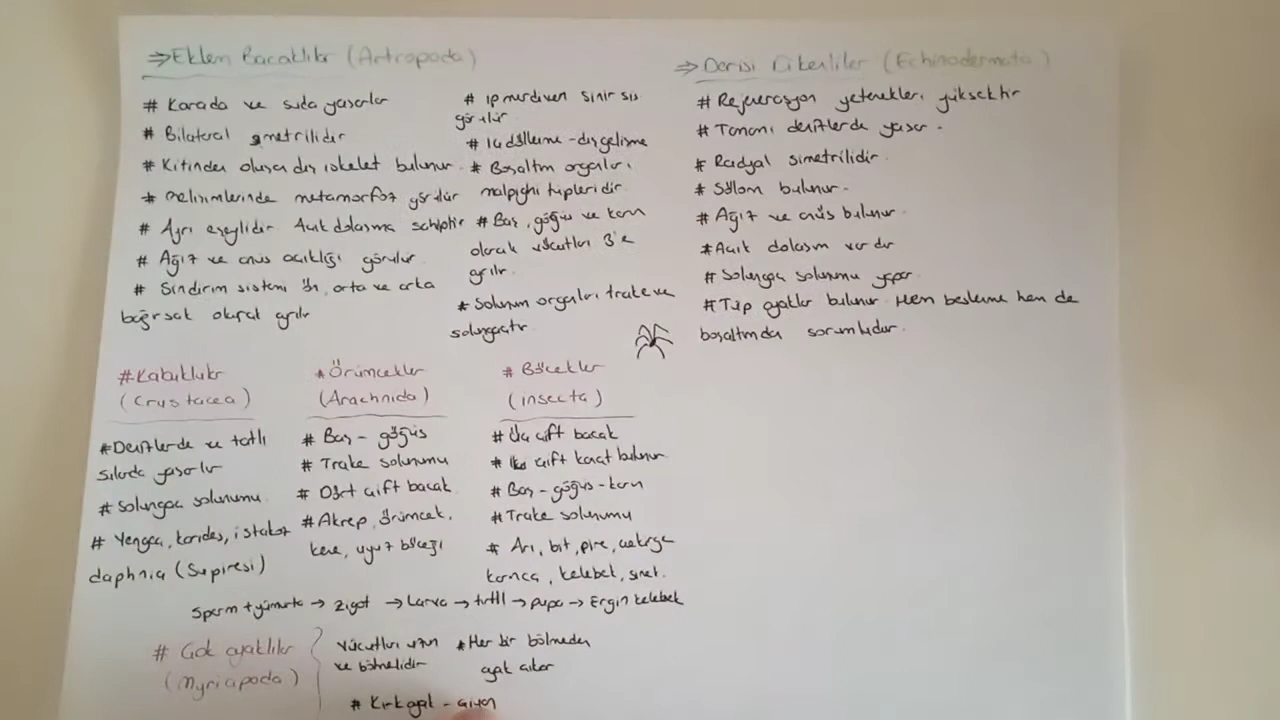 ⇒ Eklem Bacaklılar (Artropoda)
# Karada ve suda yaşarlar
# Bilateral simetrilidir
# Kitinden oluşan dış iskelet bulunur.
# Gelişimlerinde metamorfoz görülür
# Ayrı eşeylidir Açık dolaşıma sahiptir
# Ağız ve anüs açıklığı görülür
# Sindirim sistemi ön, orta ve arka
bağırsak olarak ayrılır
# ip merdiven sinir sis
görülür
# iç dölleme - dış gelişme
# Boşaltım organları
malpighi tüpleridir.
# Baş, göğüs ve karın
olarak vücutları 3'e
ayrılır.
* Solunum organları trake ve
solungaçtır
⇒ Derisi Dikenliler (Echinodermata)
# Rejenerasyon yetenekleri yüksektir
# Tamamı denizlerde yaşar.
# Radyal simetrilidir.
# Sölom bulunur.
# Ağız ve anüs bulunur.
* Açık dolaşım vardır
# Solungaç solunumu yapar
# Tüp ayaklar bulunur. Hem beslenme hem de
boşaltımda sorumludur.
# Kabuklular
(Crustacea)
* Denizlerde ve tatlı
sularda yaşarlar
# Solungaç solunumu.
# Yengeç, karides, istakoz
daphnia (Su piresi)
* Örümcekler
(Arachnida)
# Baş - göğüs
# Trake solunumu
# Dört çift bacak
# Akrep, örümcek,
kene, uyuz böceği
# Böcekler
(insecta)
# Üç çift bacak
# İki çift kanat bulunur.
# Baş - göğüs - karın
# Trake solunumu
* Arı, bit, pire, çekirge
karınca, kelebek, sinek.
Sperm + yumurta → Zigot → Larva → tırtıl → pupa → Ergin kelebek
# Çok ayaklılar
(Myriapoda)
Vücutları uzun
ve bölmelidir
* Her bir bölmeden
ayak çıkar
# Kırkayak - Çiyan